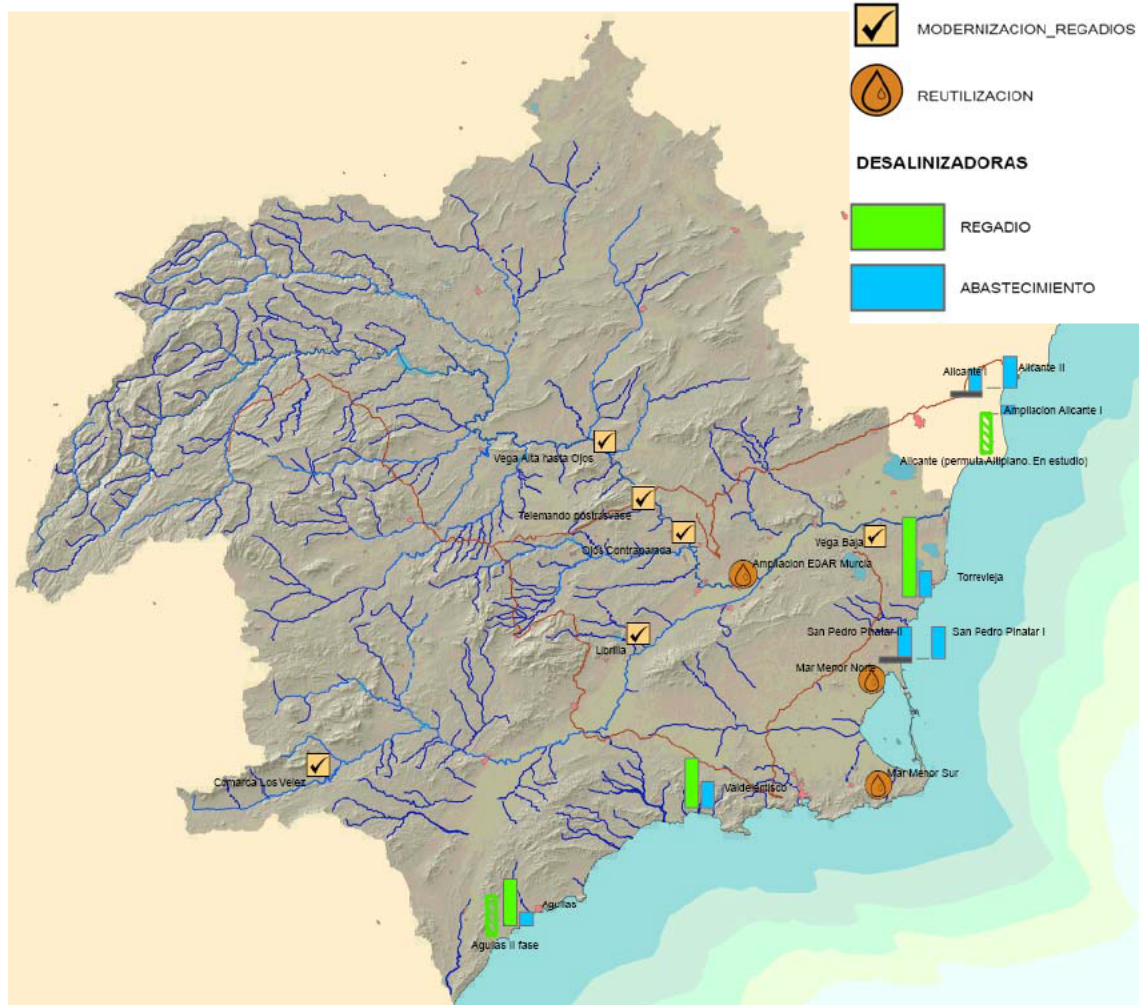 MODERNIZACION_REGADIOS
REUTILIZACION
DESALINIZADORAS
REGADIO
ABASTECIMIENTO
Alicante I
Alicante II
Ampliacion Alicante I
Alicante (permuta Altiplano. En estudio)
Vega Alta hasta Ojos
Telemando postrasvase
Ojos Contraparada
Vega Baja
Ampliacion EDAR Murcia
Torrevieja
San Pedro Pinatar II
San Pedro Pinatar I
Librilla
Mar Menor Norte
Comarca Los Velez
Mar Menor Sur
Valdelentisco
Aguilas
Aguilas II fase